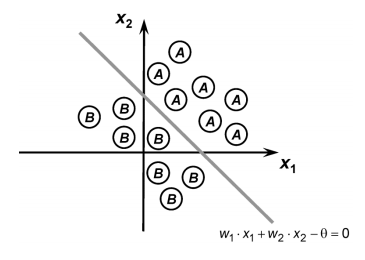 x₂
A
A
A
A A
B B
A
B B A
x₁
B B
B
w₁ · x₁ + w₂ · x₂ − θ = 0